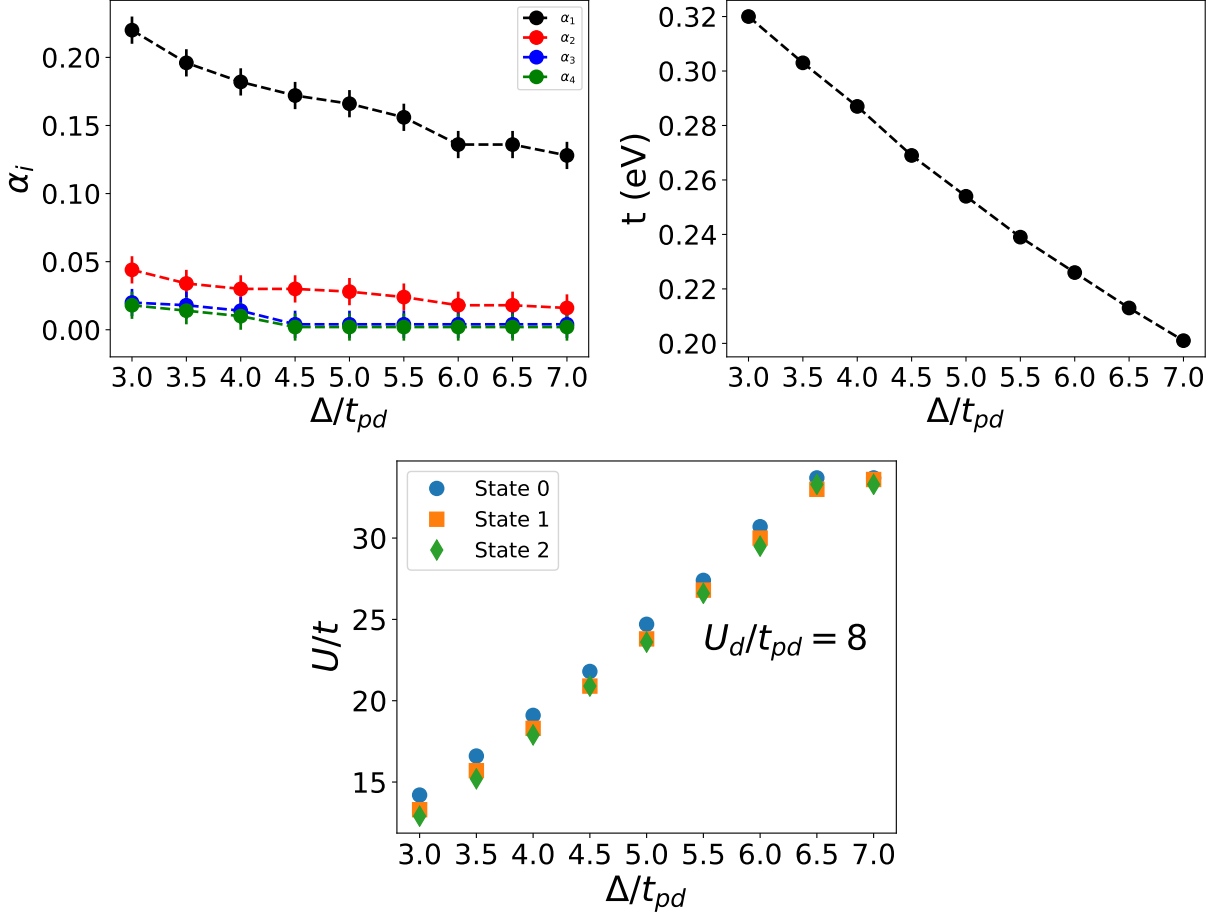 α₁
α₂
α₃
α₄
0.20
0.15
0.10
0.05
0.00
αᵢ
3.0 3.5 4.0 4.5 5.0 5.5 6.0 6.5 7.0
Δ/t_pd
0.32
0.30
0.28
0.26
0.24
0.22
0.20
t (eV)
3.0 3.5 4.0 4.5 5.0 5.5 6.0 6.5 7.0
Δ/t_pd
State 0
State 1
State 2
30
25
20
15
U/t
U_d/t_pd = 8
3.0 3.5 4.0 4.5 5.0 5.5 6.0 6.5 7.0
Δ/t_pd